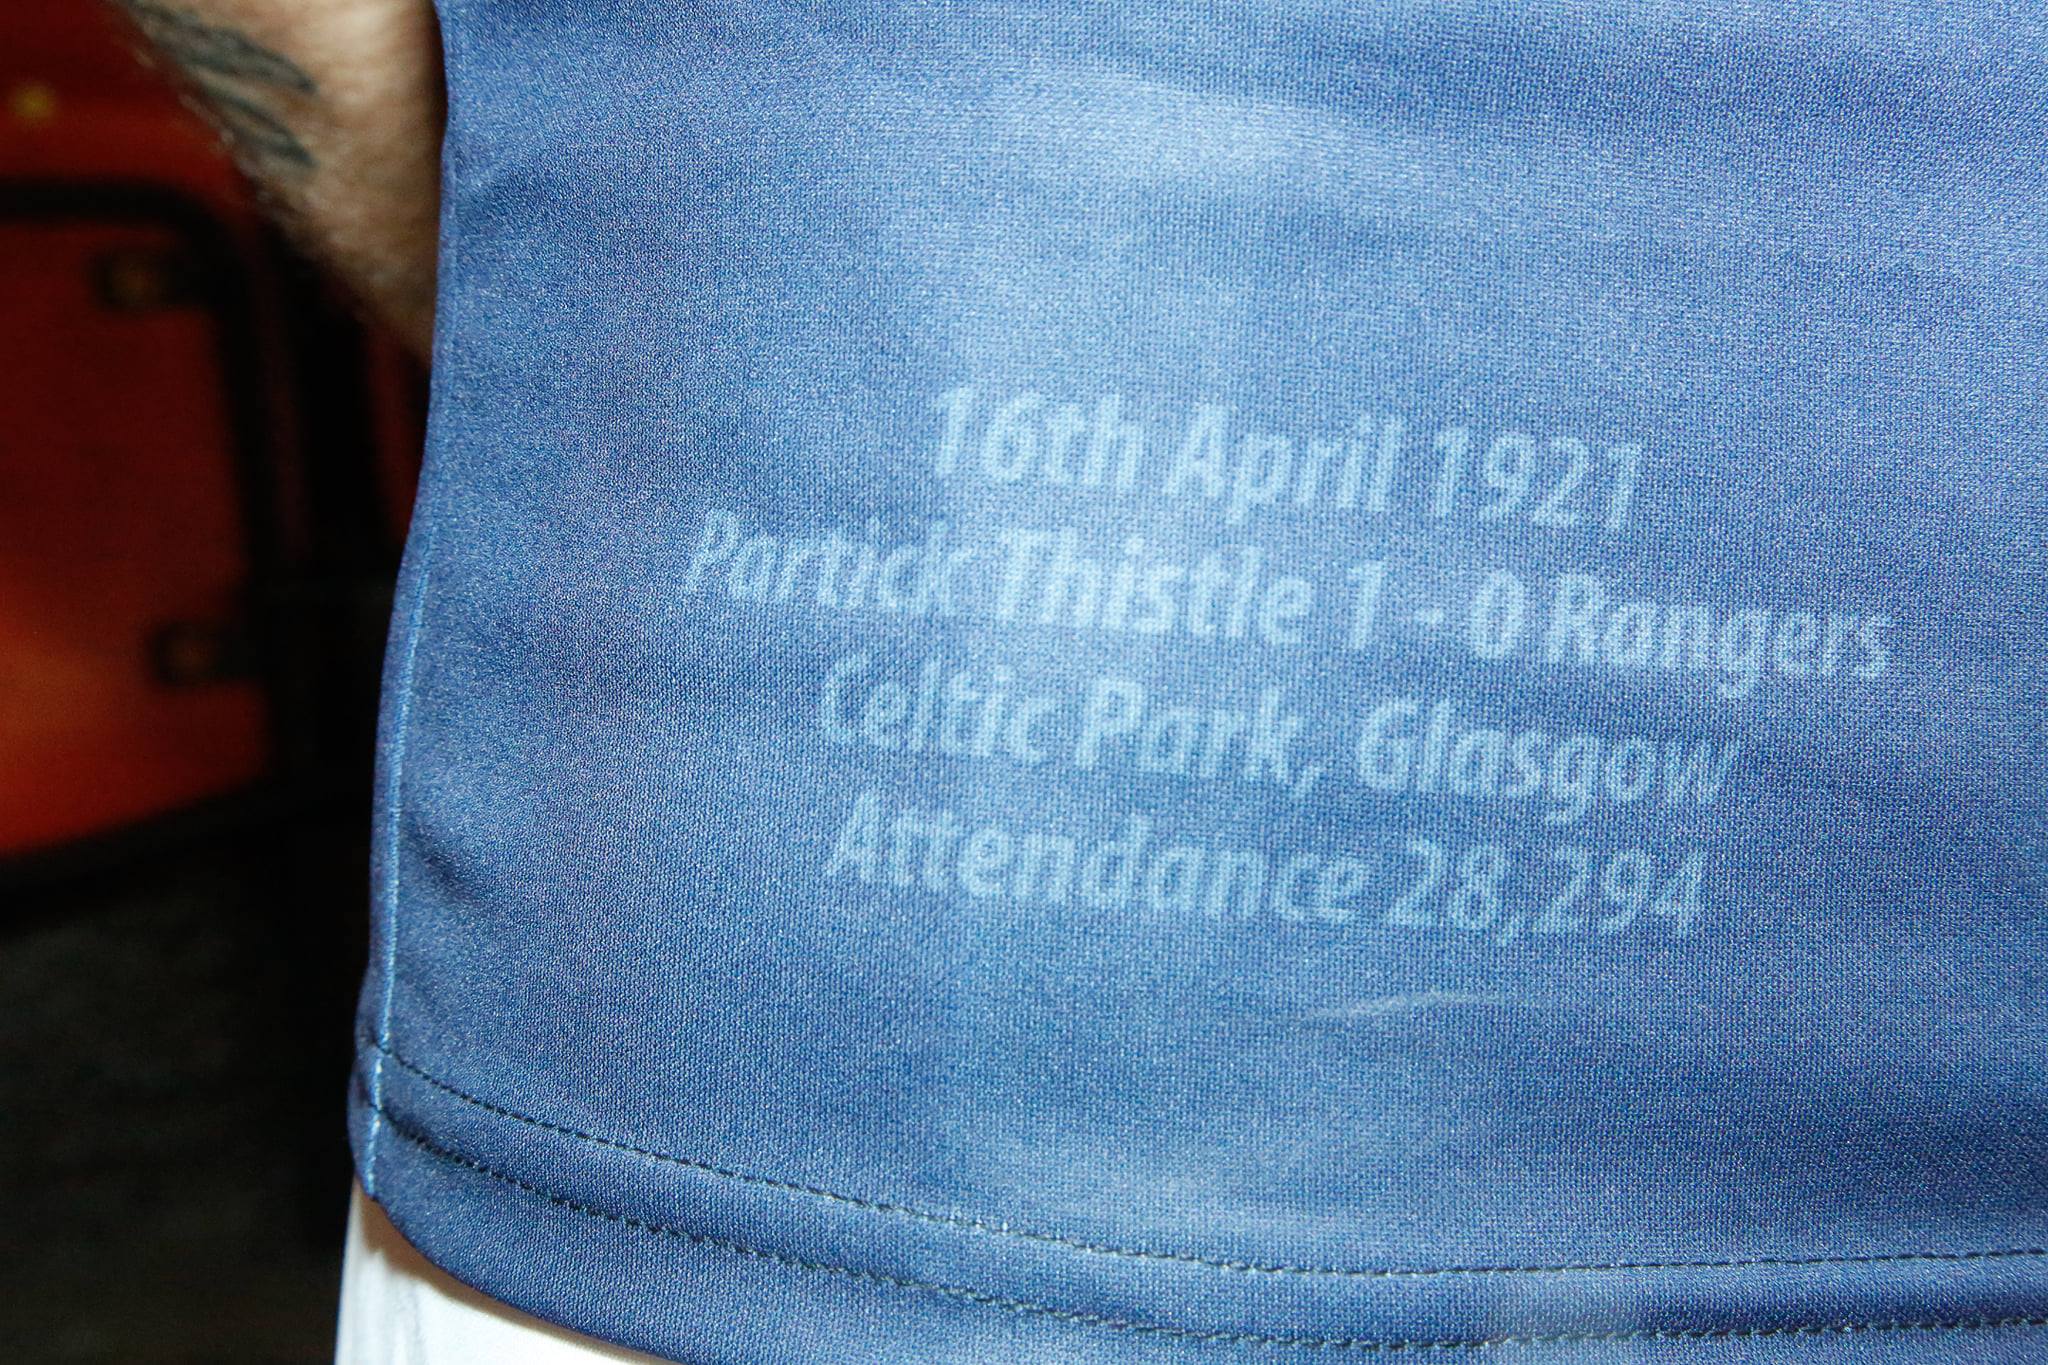 16th April 1921
Partick Thistle 1 - 0 Rangers
Celtic Park, Glasgow
Attendance 28,294